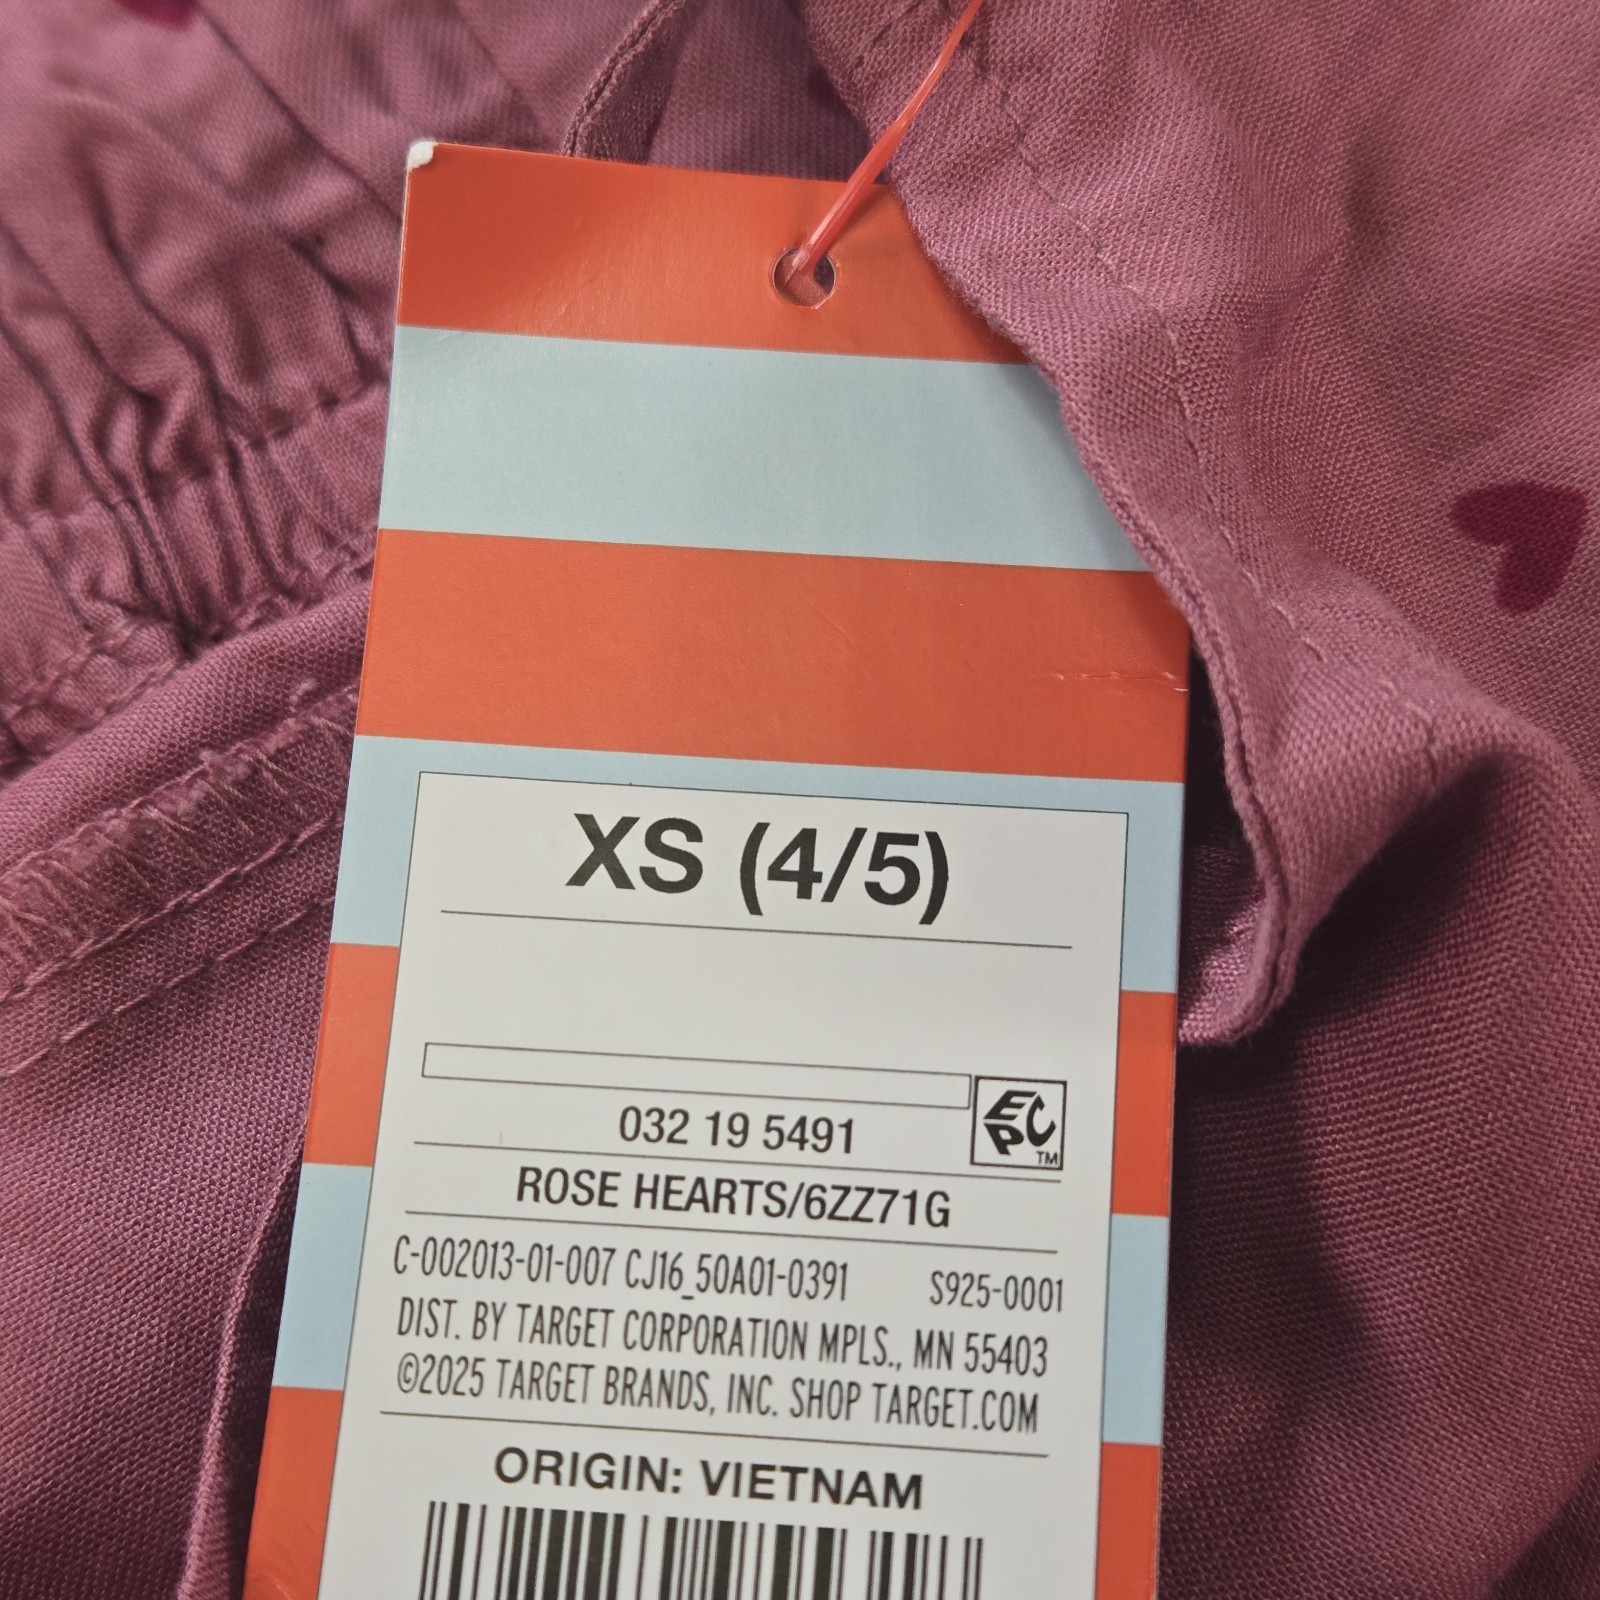 XS (4/5)
032 19 5491
EPC™
ROSE HEARTS/6ZZ71G
C-002013-01-007 CJ16_50A01-0391 S925-0001
DIST. BY TARGET CORPORATION MPLS., MN 55403
©2025 TARGET BRANDS, INC. SHOP TARGET.COM
ORIGIN: VIETNAM